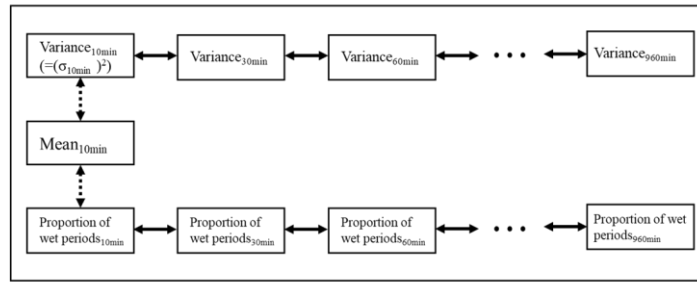 Variance₁₀ₘᵢₙ
(=(σ₁₀ₘᵢₙ )²)
Variance₃₀ₘᵢₙ
Variance₆₀ₘᵢₙ
• • •
Variance₉₆₀ₘᵢₙ
Mean₁₀ₘᵢₙ
Proportion of
wet periods₁₀ₘᵢₙ
Proportion of
wet periods₃₀ₘᵢₙ
Proportion of
wet periods₆₀ₘᵢₙ
• • •
Proportion of wet
periods₉₆₀ₘᵢₙ